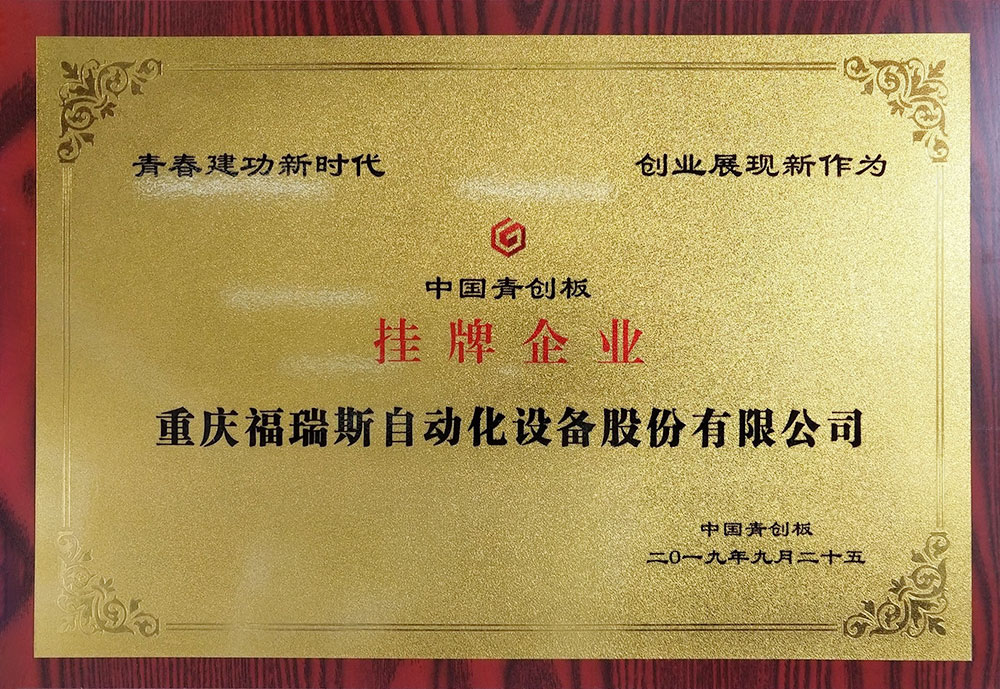 青春建功新时代 创业展现新作为
中国青创板
挂牌企业
重庆福瑞斯自动化设备股份有限公司
中国青创板
二0一九年九月二十五